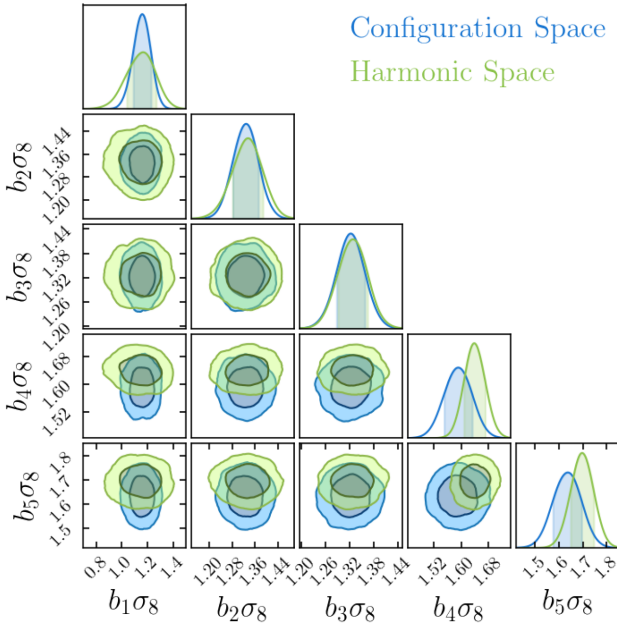 Configuration Space
Harmonic Space
b₂σ₈
1.44
1.36
1.28
1.20
b₃σ₈
1.44
1.38
1.32
1.26
1.20
b₄σ₈
1.68
1.60
1.52
b₅σ₈
1.8
1.7
1.6
1.5
0.8 1.0 1.2 1.4
1.20 1.28 1.36 1.44
1.20 1.26 1.32 1.38 1.44
1.52 1.60 1.68
1.5 1.6 1.7 1.8
b₁σ₈ b₂σ₈ b₃σ₈ b₄σ₈ b₅σ₈